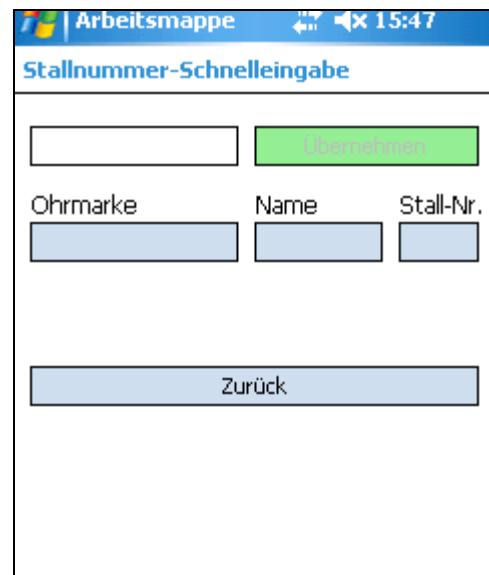 Arbeitsmappe 15:47
Stallnummer-Schnelleingabe
Übernehmen
Ohrmarke Name Stall-Nr.
Zurück